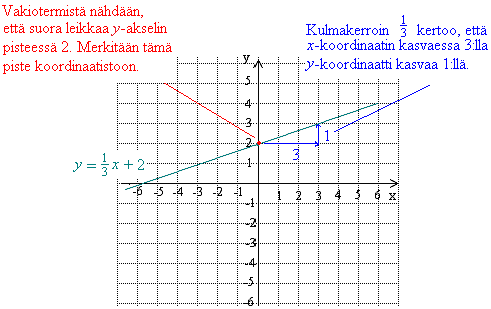 Vakiotermistä nähdään,
että suora leikkaa y-akselin
pisteessä 2. Merkitään tämä
piste koordinaatistoon.
Kulmakerroin 1/3 kertoo, että
x-koordinaatin kasvaessa 3:lla
y-koordinaatti kasvaa 1:llä.
y
5
4
3
2
1
1
3
y = 1/3 x + 2
-6 -5 -4 -3 -2 -1 1 2 3 4 5 6 x
-1
-2
-3
-4
-5
-6